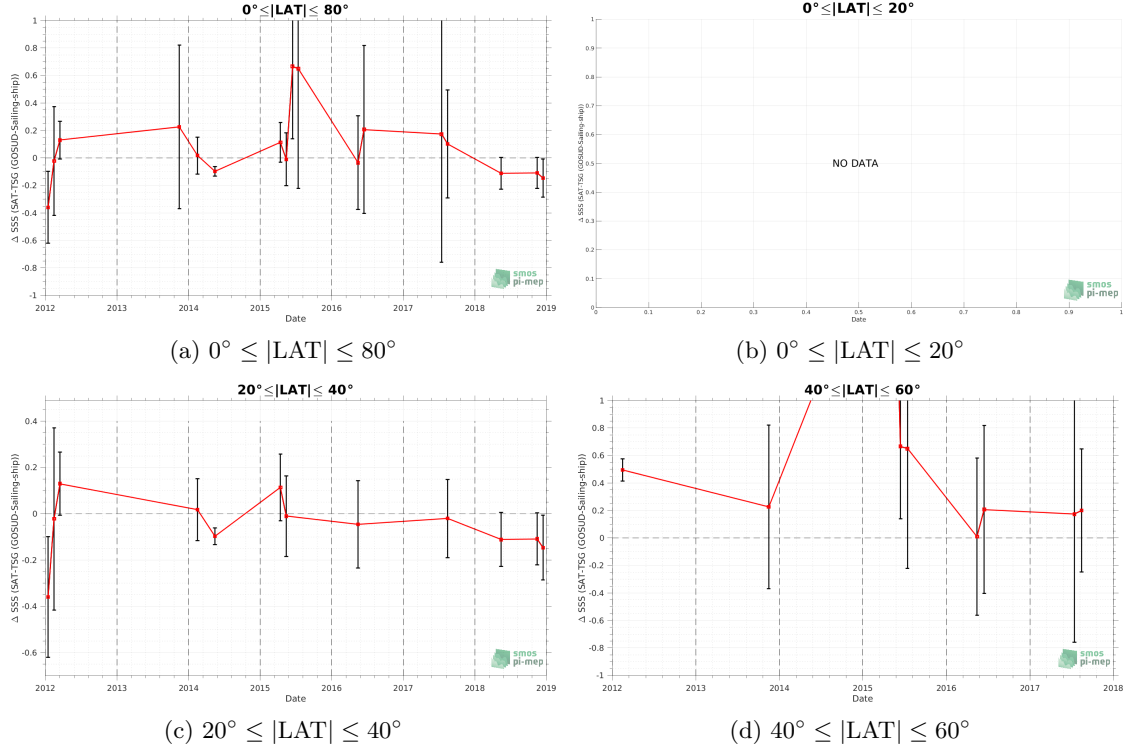 0°≤|LAT|≤ 80°
Δ SSS (SAT-TSG (GOSUD-Sailing-ship))
1
0.8
0.6
0.4
0.2
0
-0.2
-0.4
-0.6
-0.8
-1
2012 2013 2014 2015 2016 2017 2018 2019
Date
smos
pi-mep
(a) 0° ≤ |LAT| ≤ 80°
0°≤|LAT|≤ 20°
Δ SSS (SAT-TSG (GOSUD-Sailing-ship))
1
0.9
0.8
0.7
0.6
0.5
0.4
0.3
0.2
0.1
0
NO DATA
0 0.1 0.2 0.3 0.4 0.5 0.6 0.7 0.8 0.9 1
Date
smos
pi-mep
(b) 0° ≤ |LAT| ≤ 20°
20°≤|LAT|≤ 40°
Δ SSS (SAT-TSG (GOSUD-Sailing-ship))
0.4
0.2
0
-0.2
-0.4
-0.6
2012 2013 2014 2015 2016 2017 2018 2019
Date
smos
pi-mep
(c) 20° ≤ |LAT| ≤ 40°
40°≤|LAT|≤ 60°
Δ SSS (SAT-TSG (GOSUD-Sailing-ship))
1
0.8
0.6
0.4
0.2
0
-0.2
-0.4
-0.6
-0.8
-1
2012 2013 2014 2015 2016 2017 2018
Date
smos
pi-mep
(d) 40° ≤ |LAT| ≤ 60°